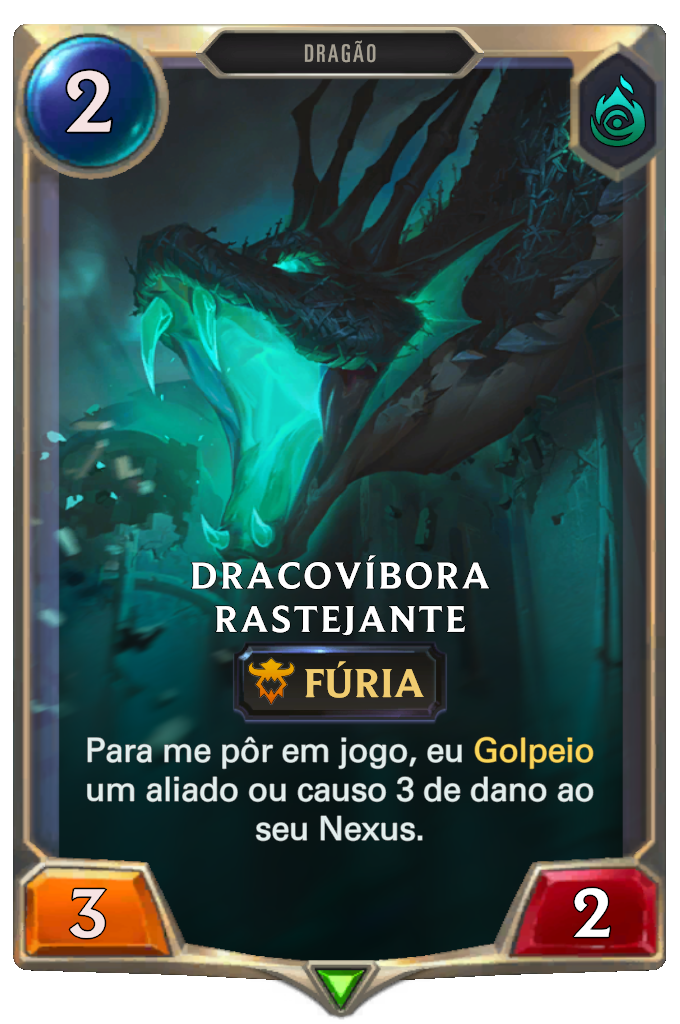 DRAGÃO
2
DRACOVÍBORA
RASTEJANTE
FÚRIA
Para me pôr em jogo, eu Golpeio
um aliado ou causo 3 de dano ao
seu Nexus.
3
2